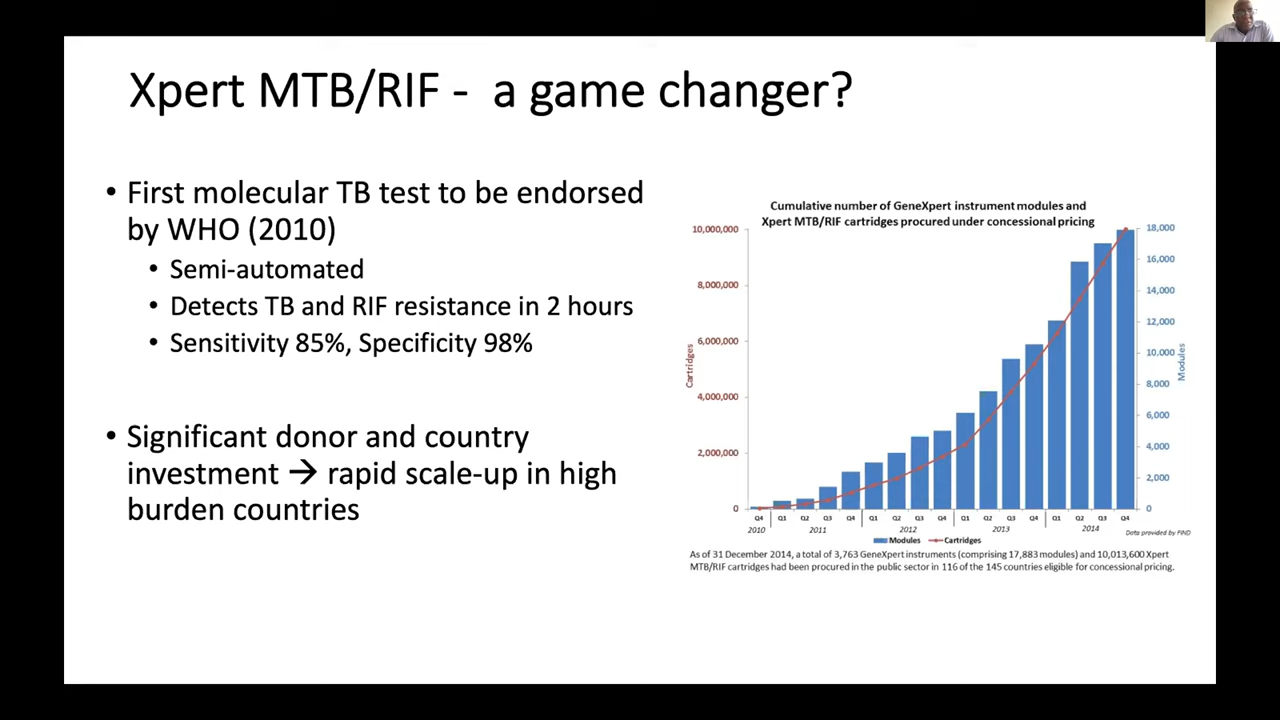 Xpert MTB/RIF - a game changer?
• First molecular TB test to be endorsed
by WHO (2010)
• Semi-automated
• Detects TB and RIF resistance in 2 hours
• Sensitivity 85%, Specificity 98%
• Significant donor and country
investment → rapid scale-up in high
burden countries
Cumulative number of GeneXpert instrument modules and
Xpert MTB/RIF cartridges procured under concessional pricing
10,000,000
8,000,000
6,000,000
4,000,000
2,000,000
0
Cartridges
18,000
16,000
14,000
12,000
10,000
8,000
6,000
4,000
2,000
0
Modules
Q4 Q1 Q2 Q3 Q4 Q1 Q2 Q3 Q4 Q1 Q2 Q3 Q4 Q1 Q2 Q3 Q4
2010 2011 2012 2013 2014
Data provided by FIND
Modules Cartridges
As of 31 December 2014, a total of 3,763 GeneXpert instruments (comprising 17,883 modules) and 10,013,600 Xpert
MTB/RIF cartridges had been procured in the public sector in 116 of the 145 countries eligible for concessional pricing.